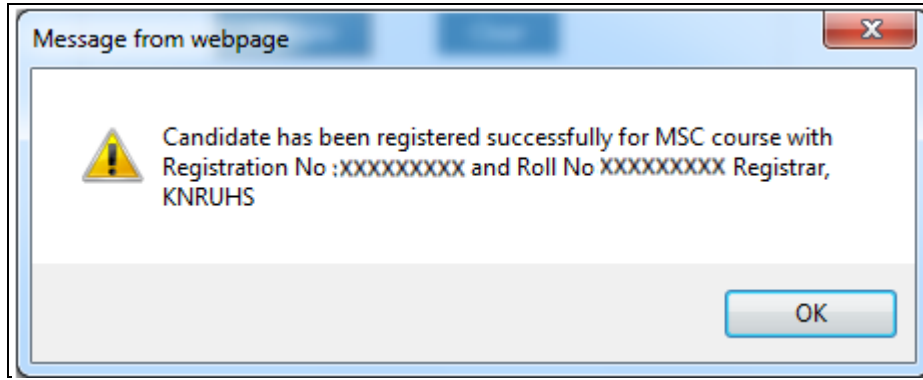 Message from webpage
Candidate has been registered successfully for MSC course with
Registration No :XXXXXXXXX and Roll No XXXXXXXXX Registrar,
KNRUHS
OK